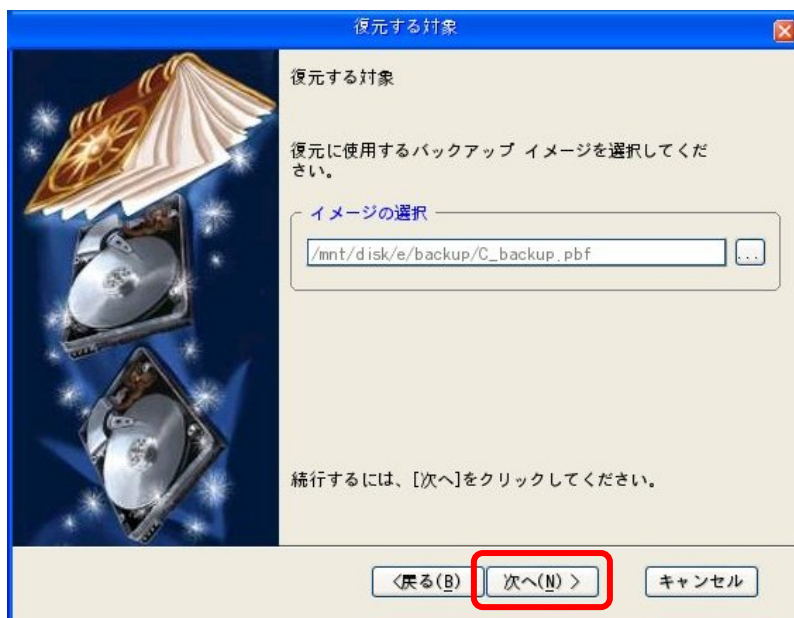 復元する対象
復元する対象
復元に使用するバックアップ イメージを選択してくだ
さい。
イメージの選択
/mnt/disk/e/backup/C_backup.pbf
...
続行するには、[次へ]をクリックしてください。
<戻る(B) 次へ(N) > キャンセル